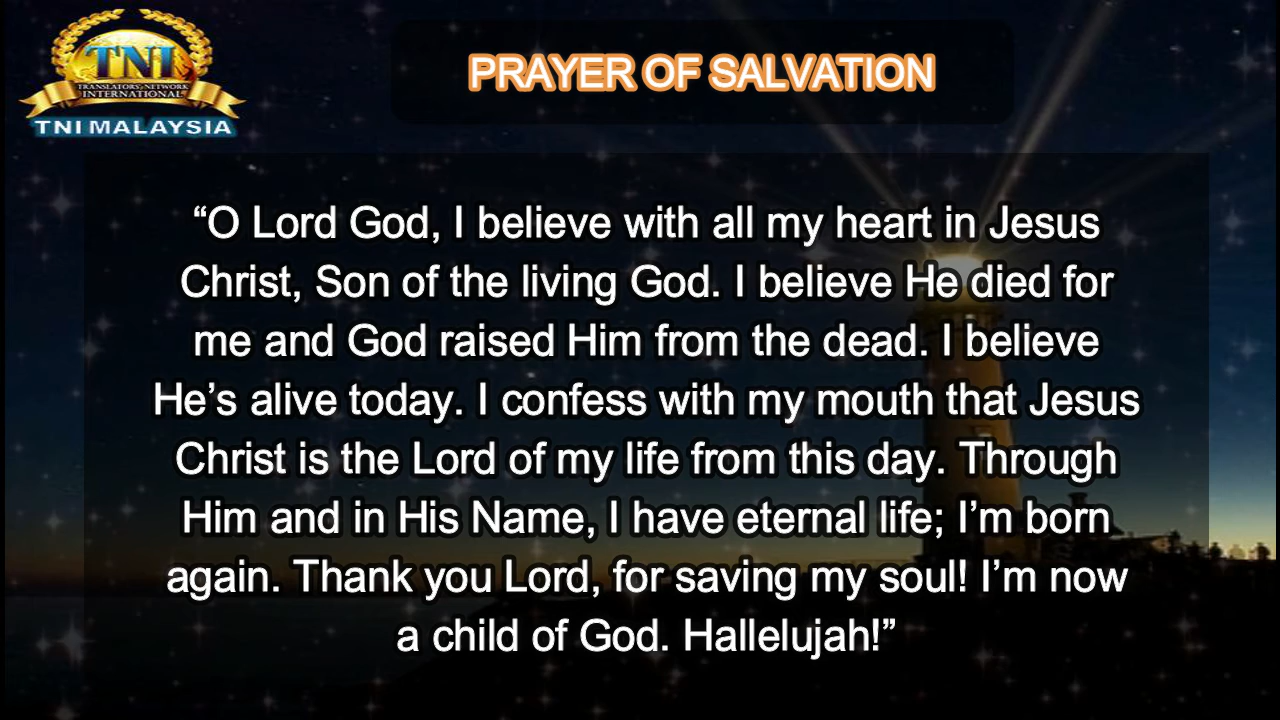 TNI
TRANSLATORS' NETWORK
INTERNATIONAL
TNI MALAYSIA
PRAYER OF SALVATION
“O Lord God, I believe with all my heart in Jesus
Christ, Son of the living God. I believe He died for
me and God raised Him from the dead. I believe
He’s alive today. I confess with my mouth that Jesus
Christ is the Lord of my life from this day. Through
Him and in His Name, I have eternal life; I’m born
again. Thank you Lord, for saving my soul! I’m now
a child of God. Hallelujah!”